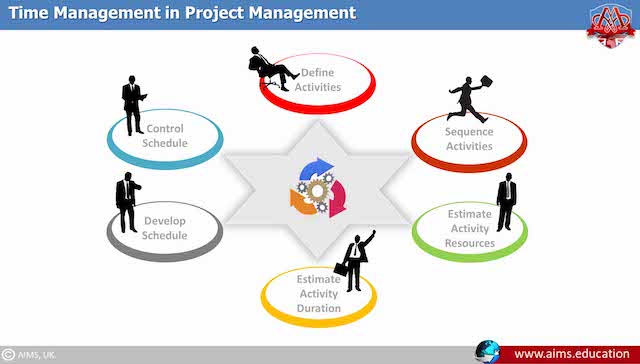 Time Management in Project Management
Define
Activities
Sequence
Activities
Estimate
Activity
Resources
Estimate
Activity
Duration
Develop
Schedule
Control
Schedule
© AIMS, UK.
www.aims.education